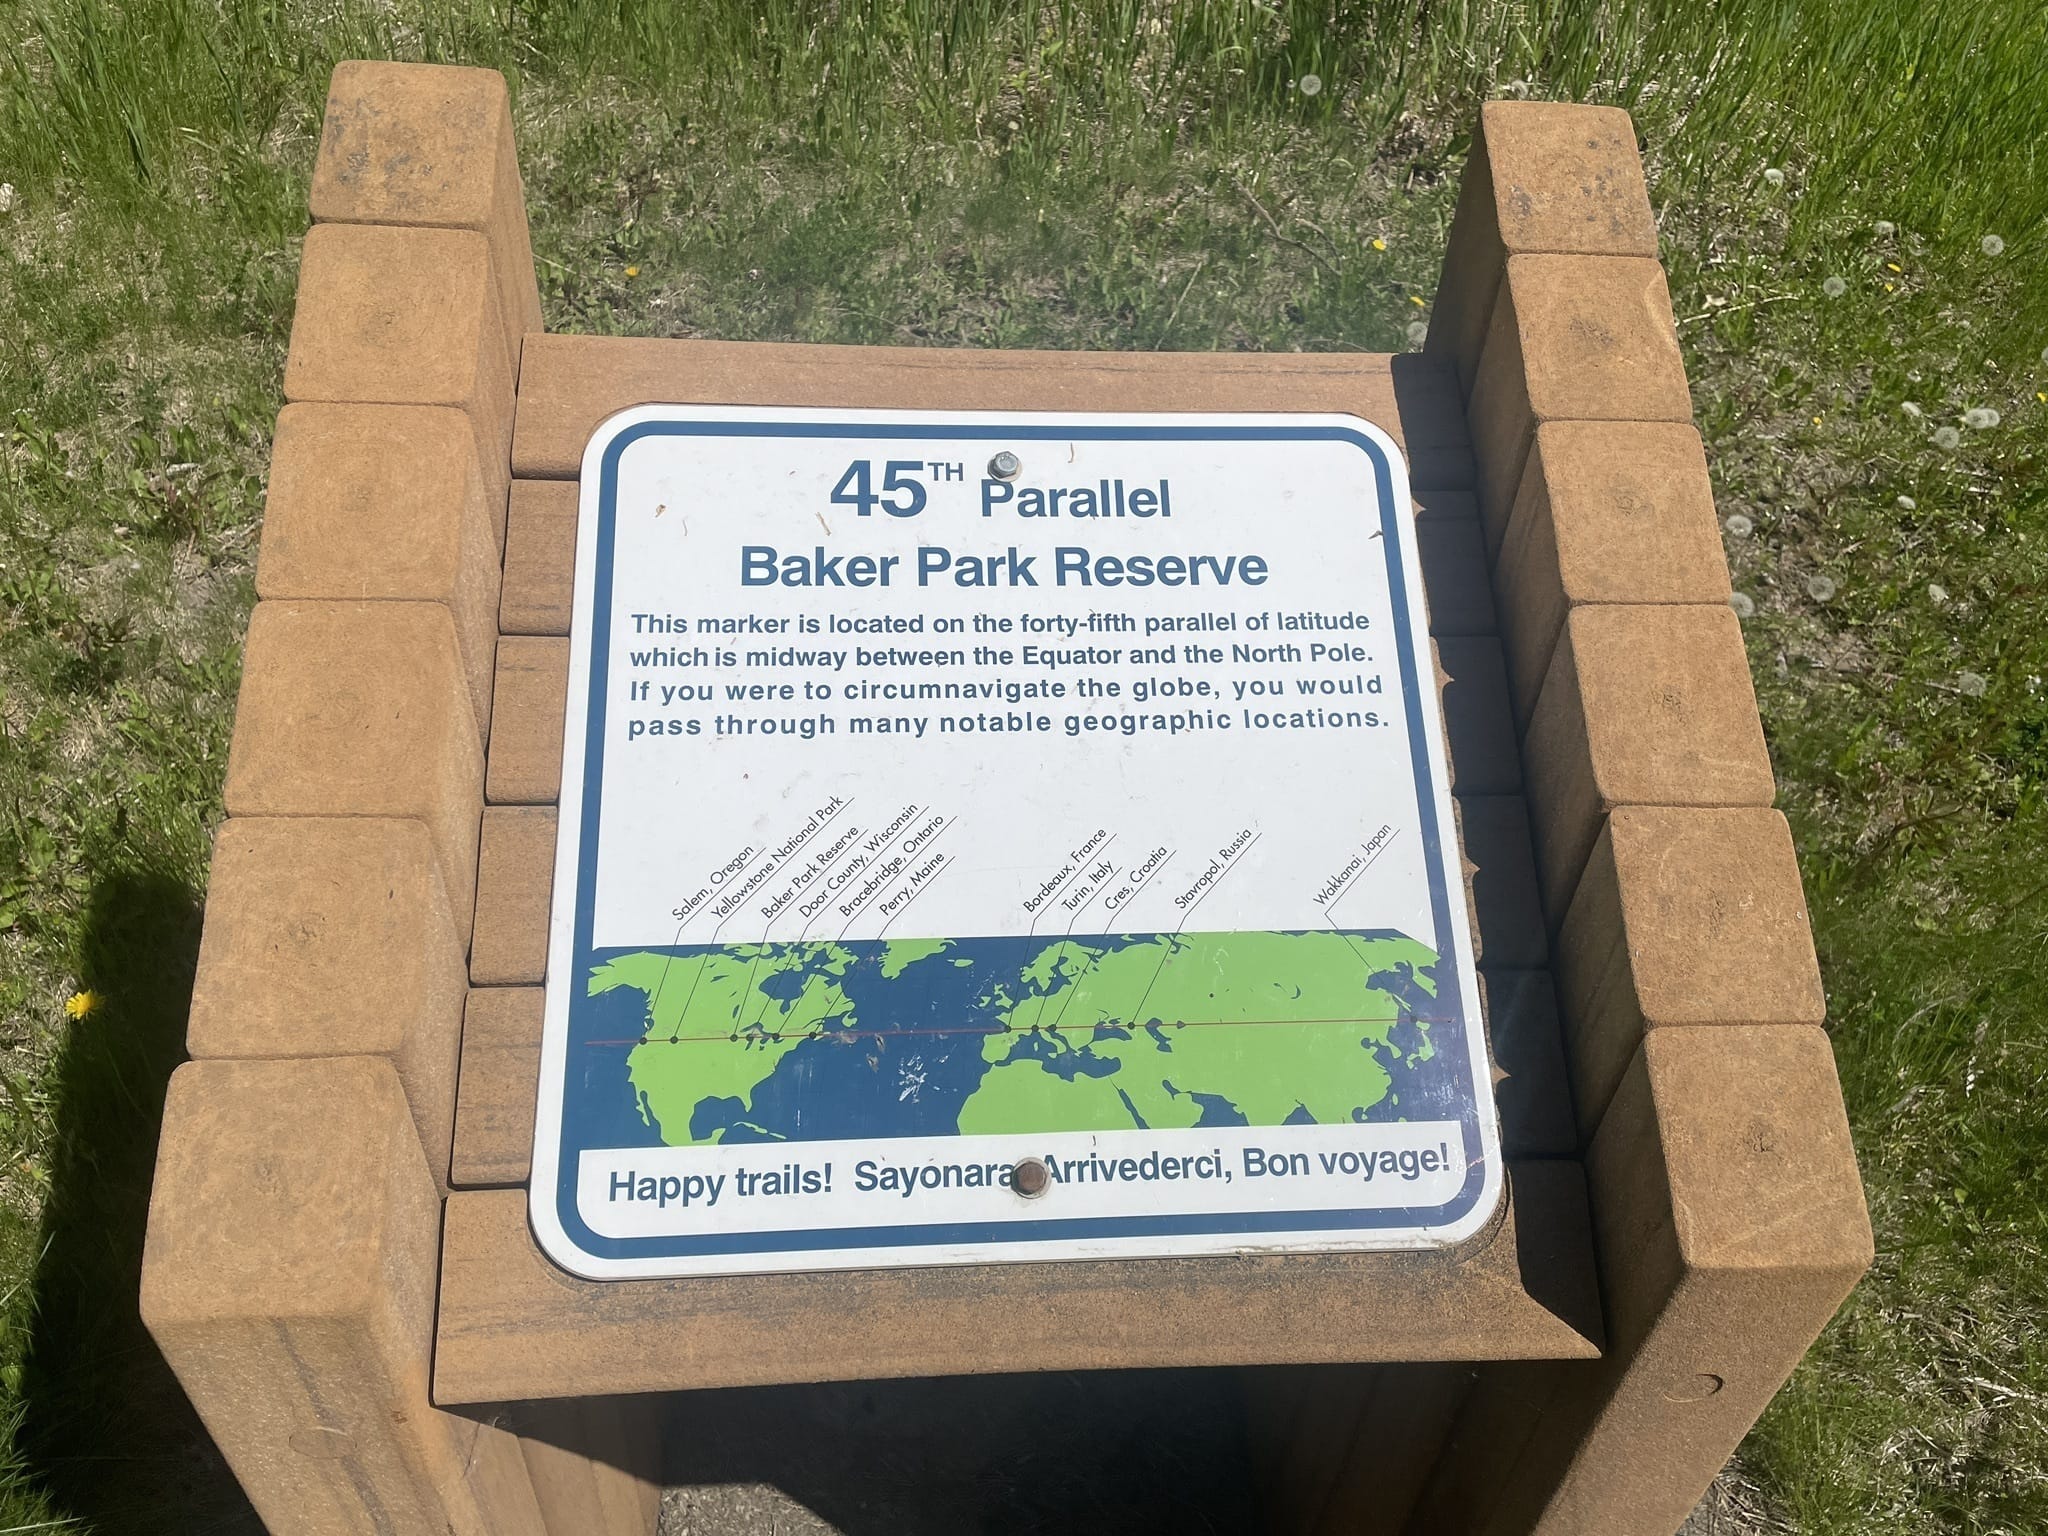 45TH Parallel
Baker Park Reserve
This marker is located on the forty-fifth parallel of latitude
which is midway between the Equator and the North Pole.
If you were to circumnavigate the globe, you would
pass through many notable geographic locations.
Salem, Oregon
Yellowstone National Park
Baker Park Reserve
Door County, Wisconsin
Bracebridge, Ontario
Perry, Maine
Bordeaux, France
Turin, Italy
Cres, Croatia
Stavropol, Russia
Wakkanai, Japan
Happy trails! Sayonara Arrivederci, Bon voyage!